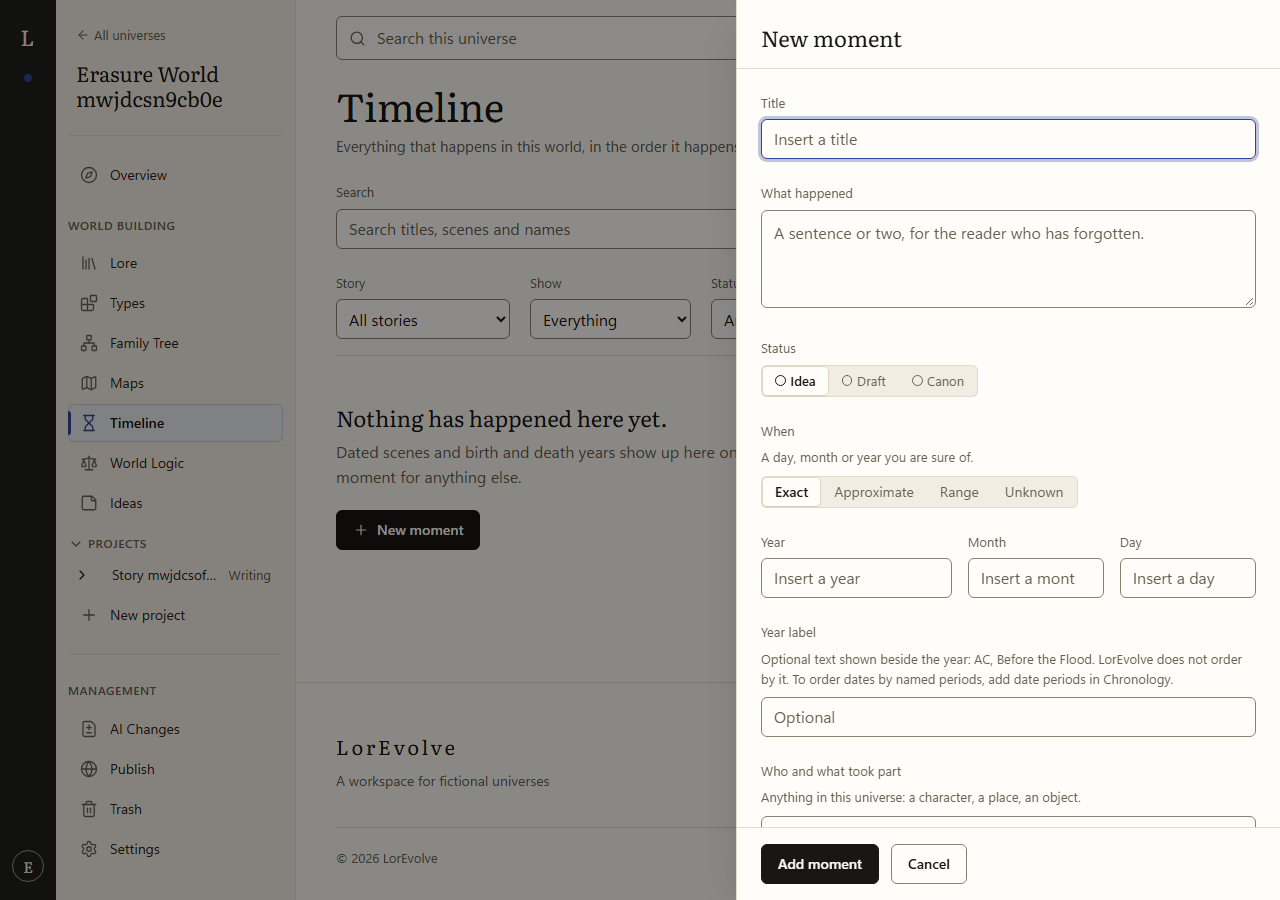 L
All universes
Erasure World
mwjdcsn9cb0e
Overview
WORLD BUILDING
Lore
Types
Family Tree
Maps
Timeline
World Logic
Ideas
PROJECTS
Story mwjdcsof... Writing
New project
MANAGEMENT
AI Changes
Publish
Trash
Settings
E
Search this universe
Timeline
Everything that happens in this world, in the order it happens
Search
Search titles, scenes and names
Story Show Statu
All stories Everything A
Nothing has happened here yet.
Dated scenes and birth and death years show up here on
moment for anything else.
New moment
LorEvolve
A workspace for fictional universes
© 2026 LorEvolve
New moment
Title
Insert a title
What happened
A sentence or two, for the reader who has forgotten.
Status
Idea Draft Canon
When
A day, month or year you are sure of.
Exact Approximate Range Unknown
Year Month Day
Insert a year Insert a mont Insert a day
Year label
Optional text shown beside the year: AC, Before the Flood. LorEvolve does not order
by it. To order dates by named periods, add date periods in Chronology.
Optional
Who and what took part
Anything in this universe: a character, a place, an object.
Add moment Cancel